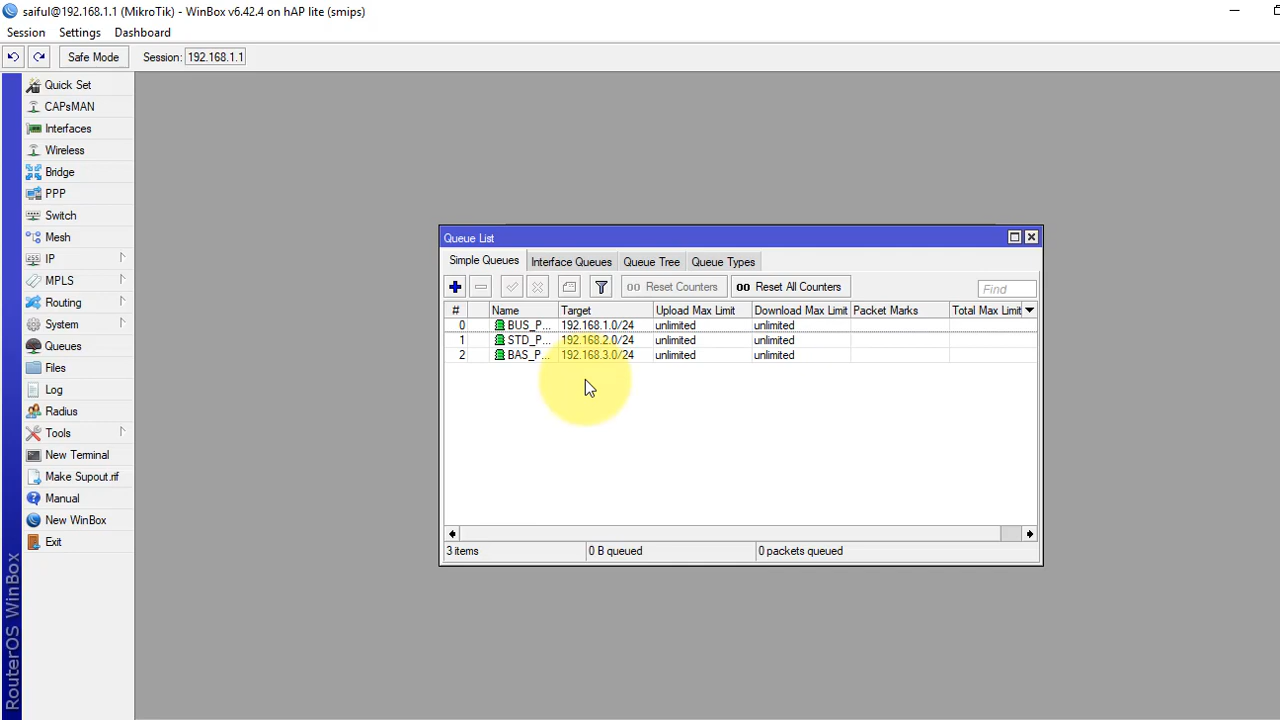 saiful@192.168.1.1 (MikroTik) - WinBox v6.42.4 on hAP lite (smips)
Session Settings Dashboard
Safe Mode Session: 192.168.1.1
Quick Set
CAPsMAN
Interfaces
Wireless
Bridge
PPP
Switch
Mesh
IP
MPLS
Routing
System
Queues
Files
Log
Radius
Tools
New Terminal
Make Supout.rif
Manual
New WinBox
Exit
RouterOS WinBox
Queue List
Simple Queues Interface Queues Queue Tree Queue Types
00 Reset Counters 00 Reset All Counters Find
# Name Target Upload Max Limit Download Max Limit Packet Marks Total Max Limit
0 BUS_P... 192.168.1.0/24 unlimited unlimited
1 STD_P... 192.168.2.0/24 unlimited unlimited
2 BAS_P... 192.168.3.0/24 unlimited unlimited
3 items 0 B queued 0 packets queued